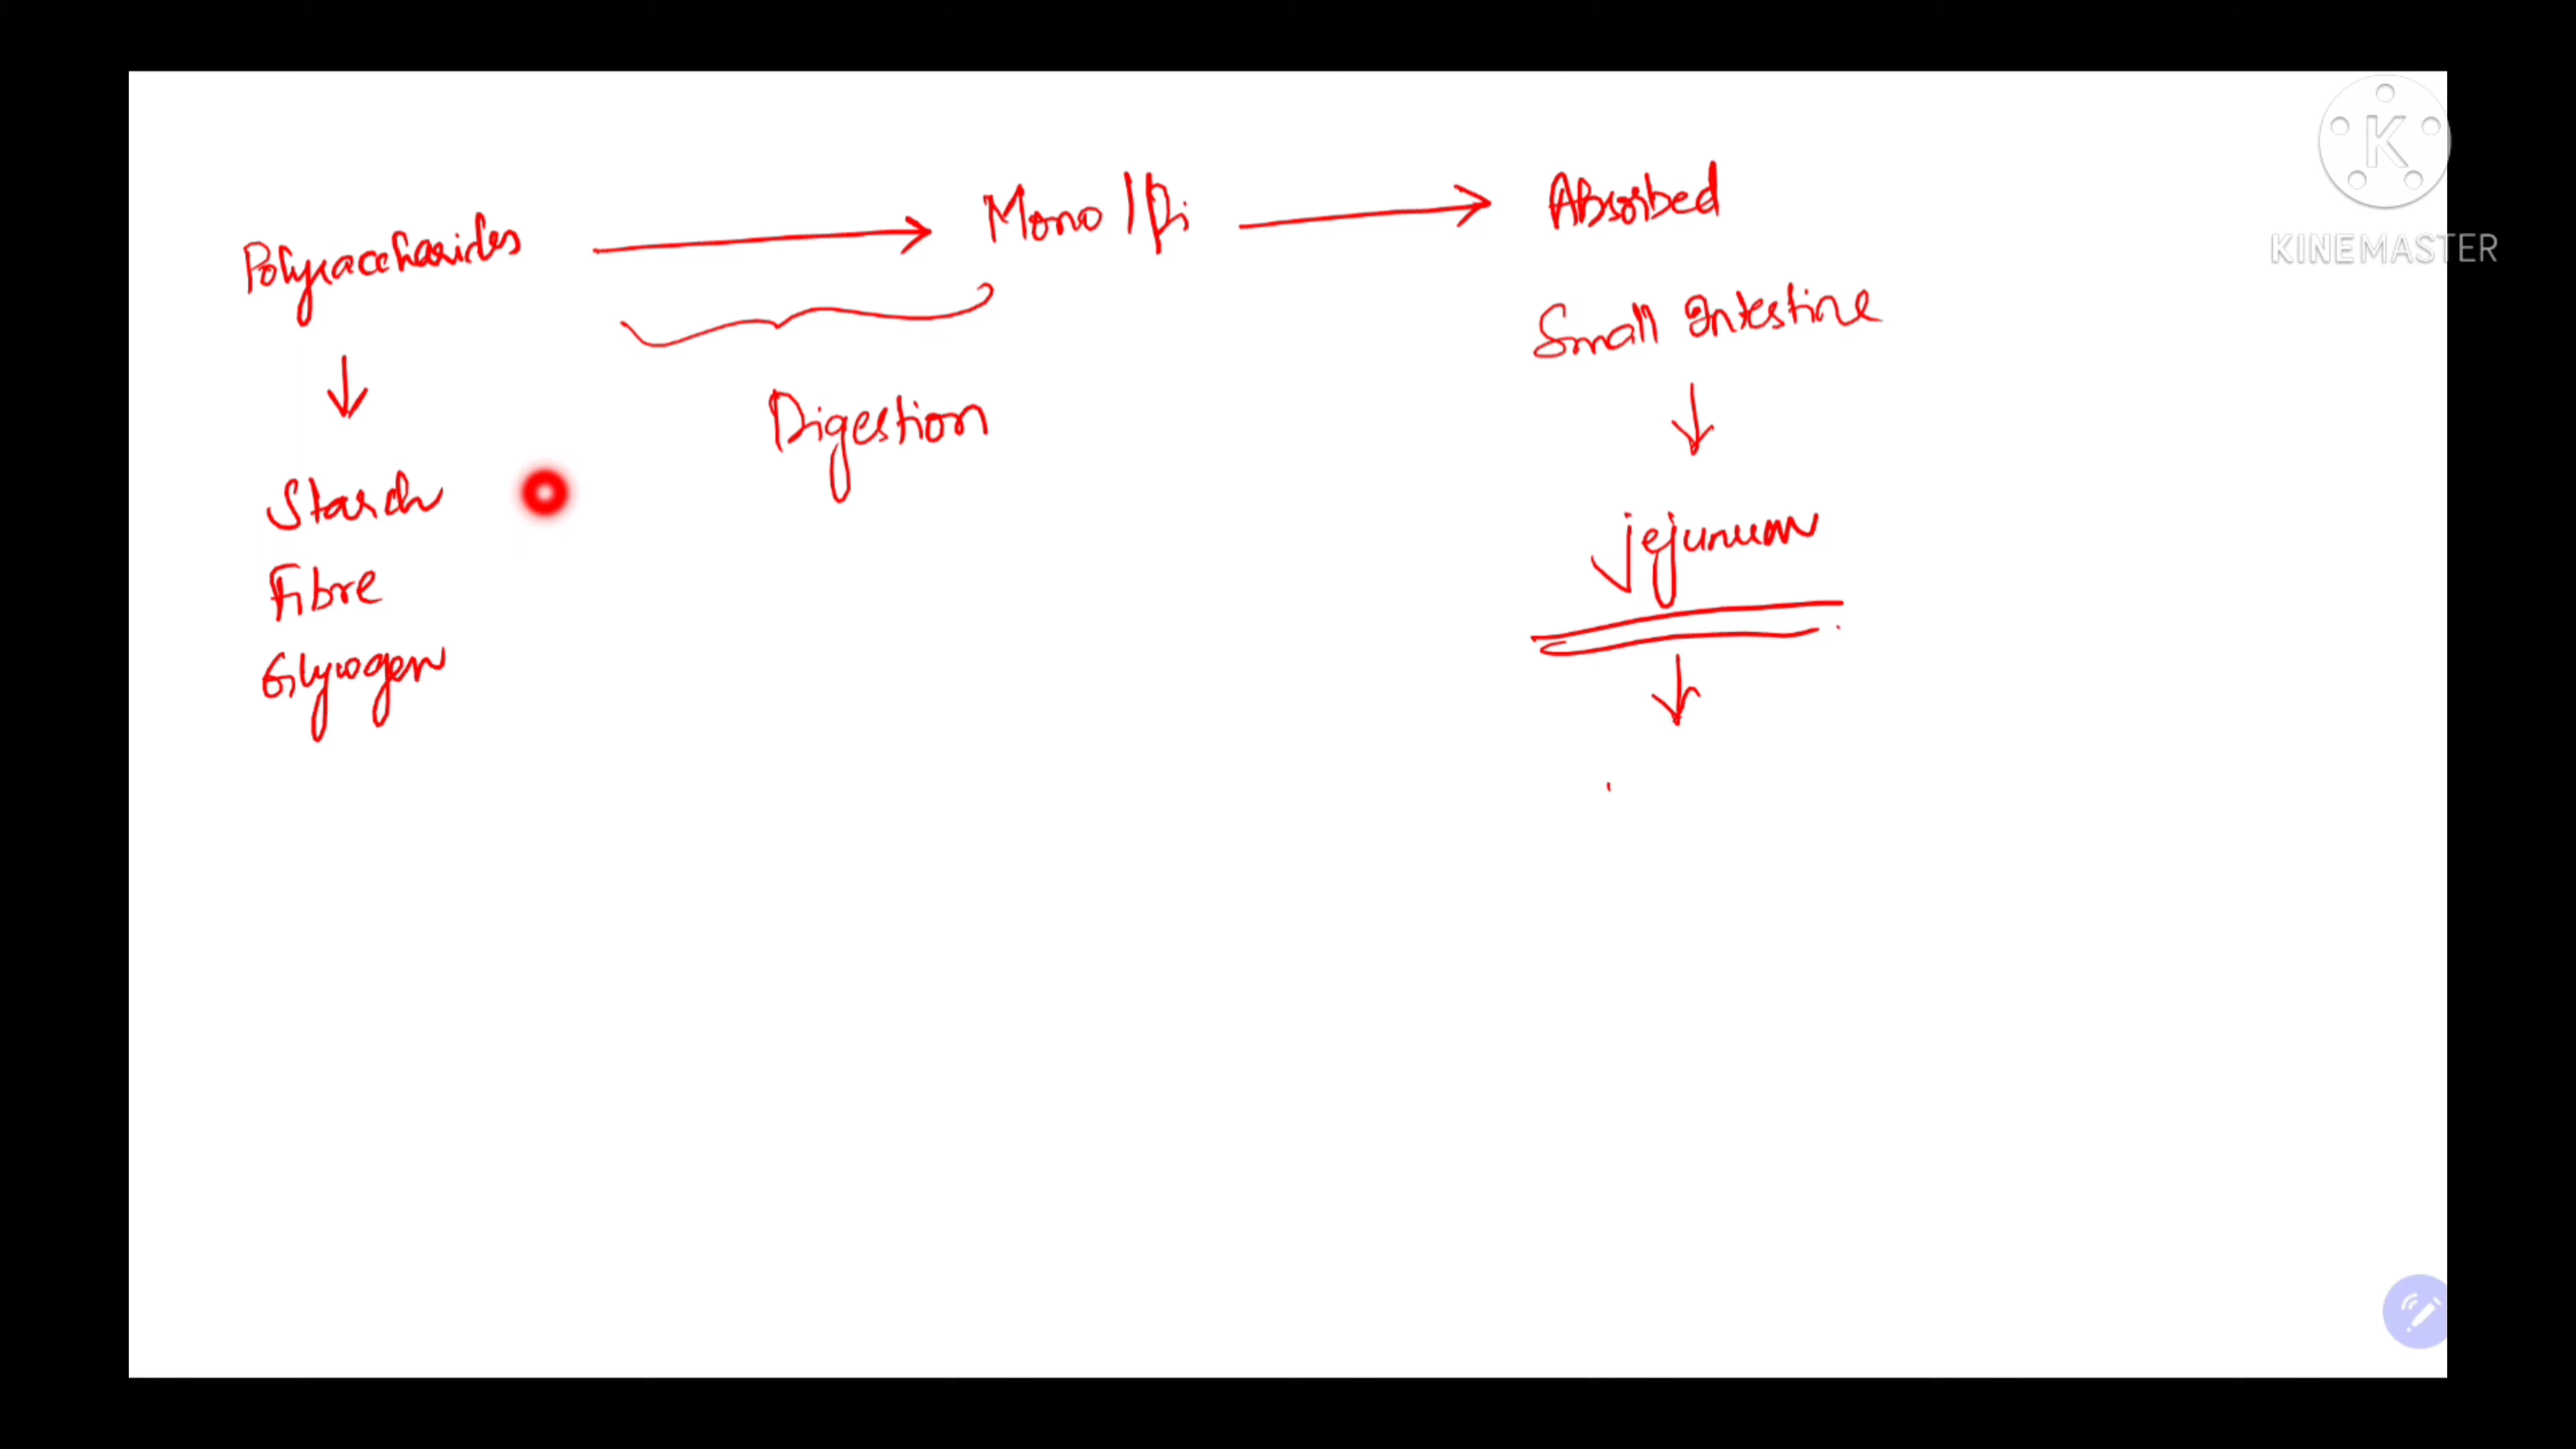 Polysaccharides → Mono / Di → Absorbed
Digestion
Small Intestine
↓
Jejunum
↓
↓
Starch
Fibre
Glycogen
K
KINEMASTER